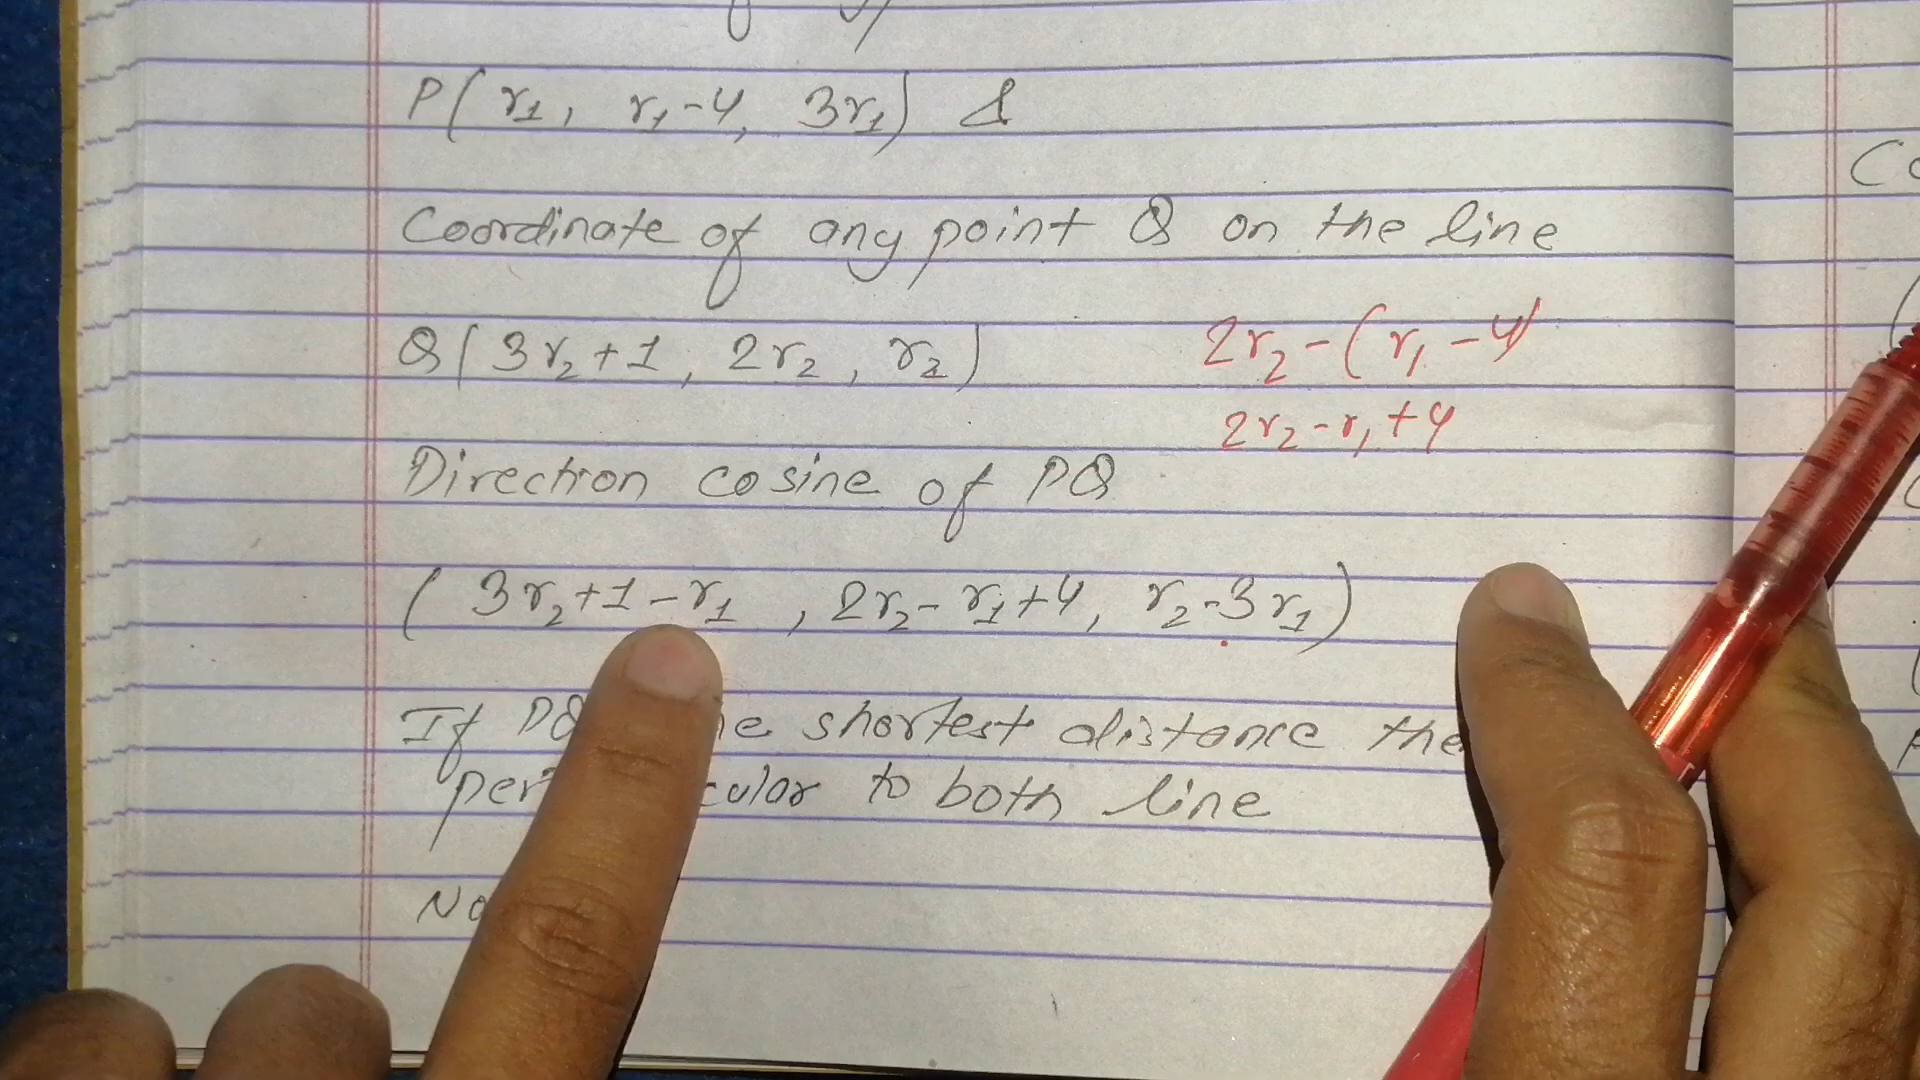 P(r₁, r₁-4, 3r₁) &
Coordinate of any point Q on the line
Q(3r₂+1, 2r₂, r₂)
2r₂-(r₁-4)
2r₂-r₁+4
Direction cosine of PQ
(3r₂+1-r₁, 2r₂-r₁+4, r₂-3r₁)
If PQ shortest distance
to both line